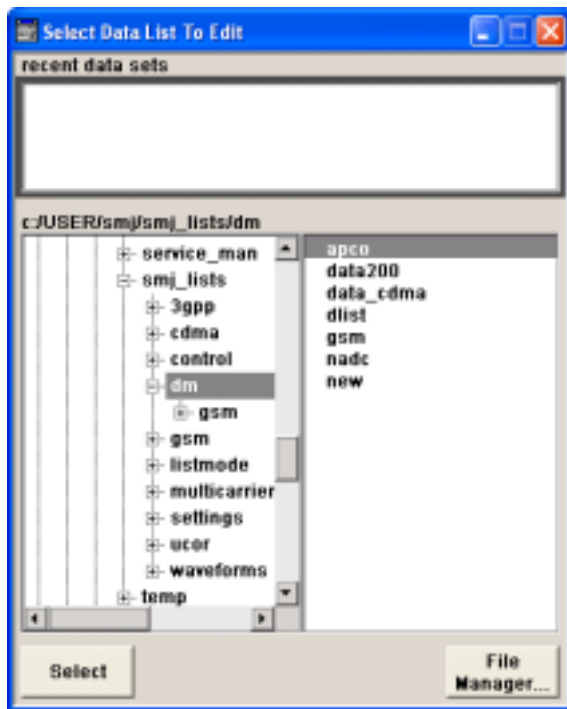 Select Data List To Edit
recent data sets
c:/USER/smj/smj_lists/dm
service_man
smj_lists
3gpp
cdma
control
dm
gsm
gsm
listmode
multicarrier
settings
ucor
waveforms
temp
apco
data200
data_cdma
dlist
gsm
nadc
new
Select
File
Manager...